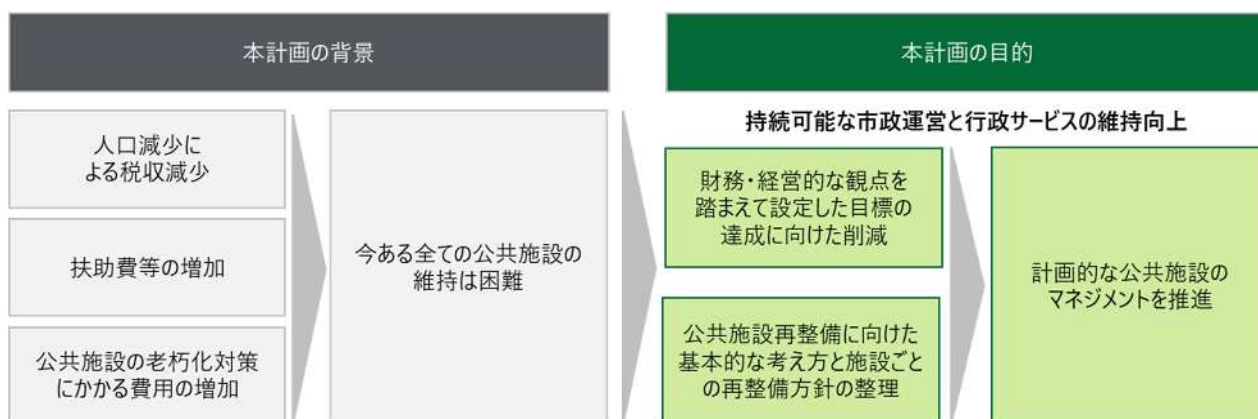 本計画の背景
人口減少に
よる税収減少
扶助費等の増加
公共施設の老朽化対策
にかかる費用の増加
今ある全ての公共施設の
維持は困難
本計画の目的
持続可能な市政運営と行政サービスの維持向上
財務・経営的な観点を
踏まえて設定した目標の
達成に向けた削減
公共施設再整備に向けた
基本的な考え方と施設ごと
の再整備方針の整理
計画的な公共施設の
マネジメントを推進